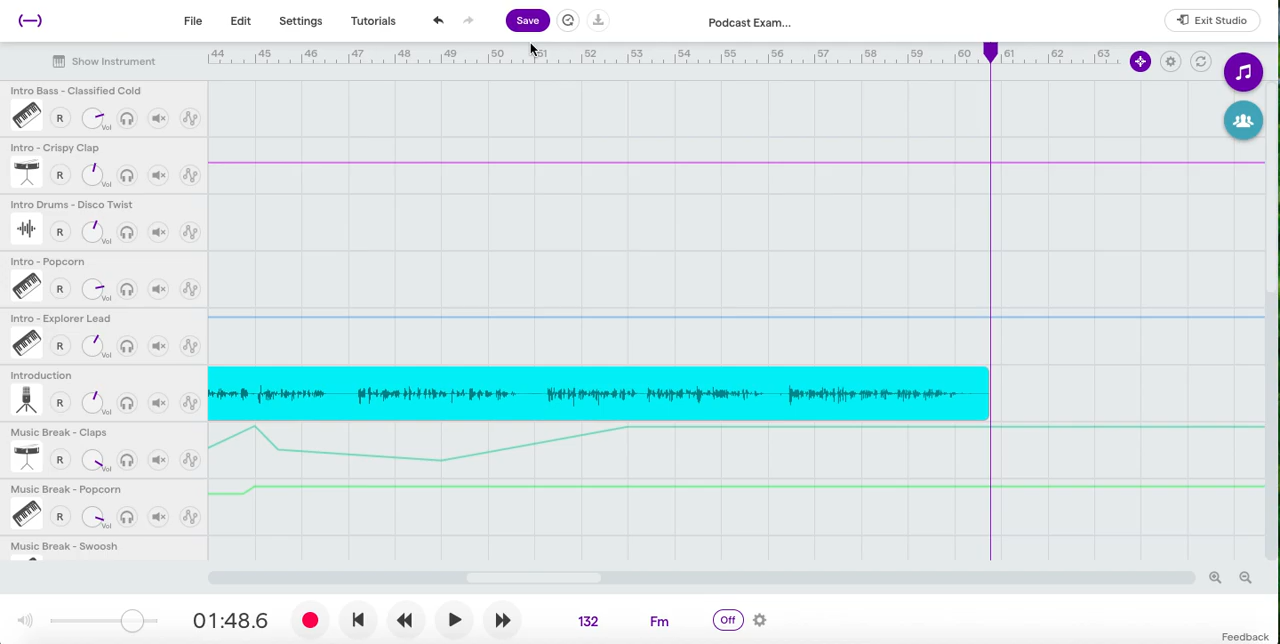 File Edit Settings Tutorials Save Podcast Exam... Exit Studio
Show Instrument 44 45 46 47 48 49 50 51 52 53 54 55 56 57 58 59 60 61 62 63
Intro Bass - Classified Cold
R Vol
Intro - Crispy Clap
R Vol
Intro Drums - Disco Twist
R Vol
Intro - Popcorn
R Vol
Intro - Explorer Lead
R Vol
Introduction
R Vol
Music Break - Claps
R Vol
Music Break - Popcorn
R Vol
Music Break - Swoosh
01:48.6 132 Fm Off
Feedback